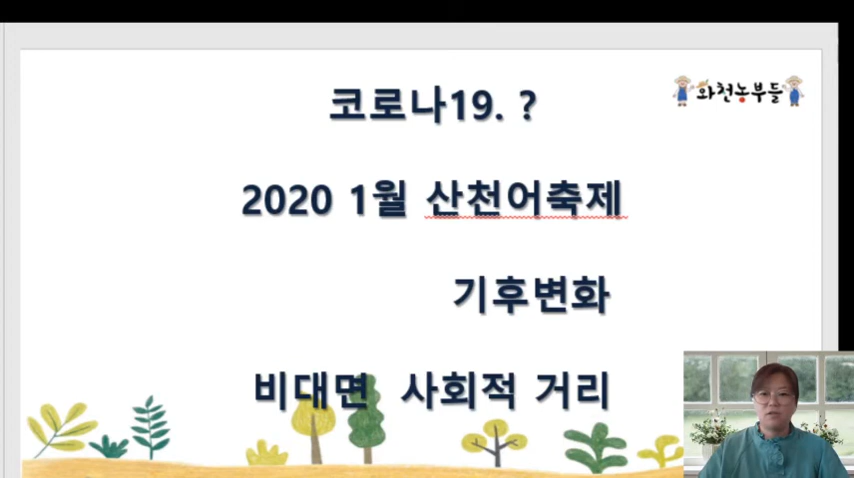 코로나19. ?
와천농부들
2020 1월 산천어축제
기후변화
비대면 사회적 거리